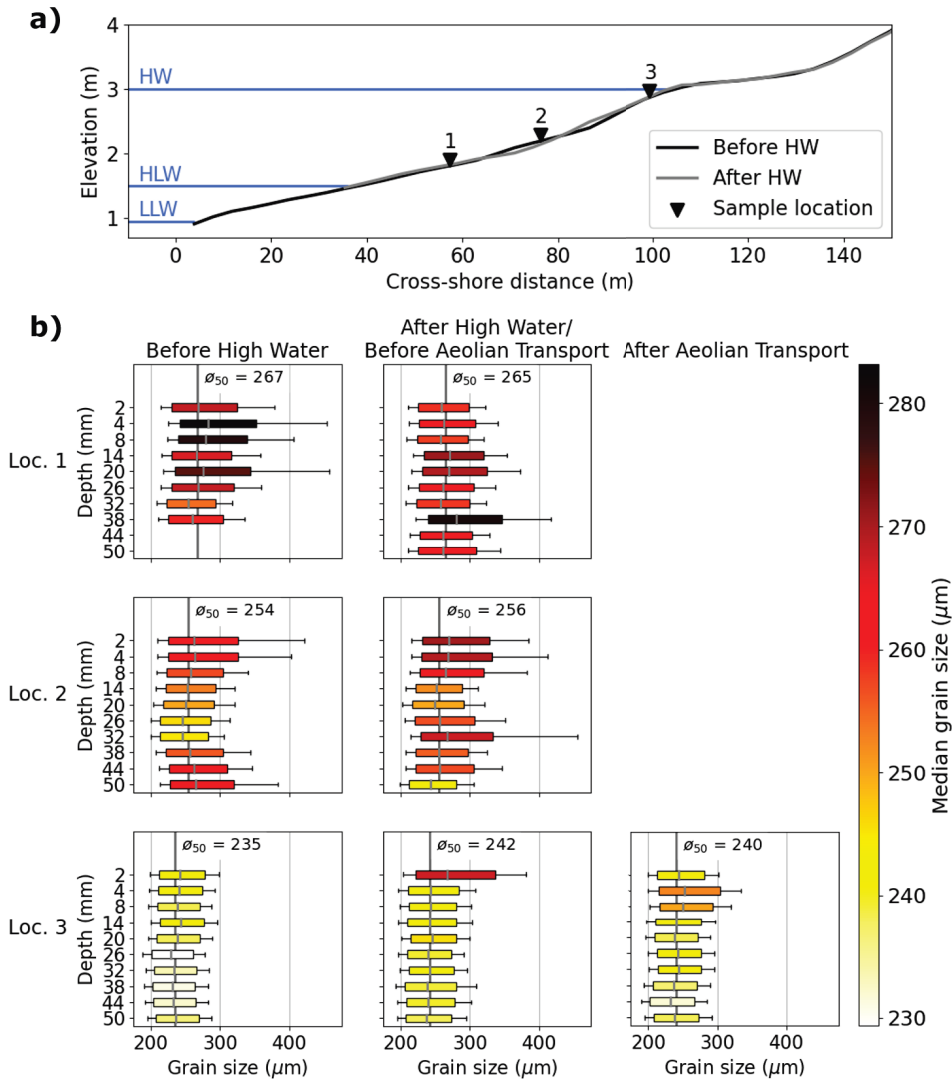 a)
4
3
2
1
Elevation (m)
HW
HLW
LLW
1
2
3
Before HW
After HW
Sample location
0 20 40 60 80 100 120 140
Cross-shore distance (m)
b)
Before High Water
After High Water/
Before Aeolian Transport
After Aeolian Transport
Loc. 1
Depth (mm)
2
4
8
14
20
26
32
38
44
50
ø50 = 267
ø50 = 265
Loc. 2
Depth (mm)
2
4
8
14
20
26
32
38
44
50
ø50 = 254
ø50 = 256
Loc. 3
Depth (mm)
2
4
8
14
20
26
32
38
44
50
ø50 = 235
ø50 = 242
ø50 = 240
200 300 400
Grain size (μm)
200 300 400
Grain size (μm)
200 300 400
Grain size (μm)
280
270
260
250
240
230
Median grain size (μm)